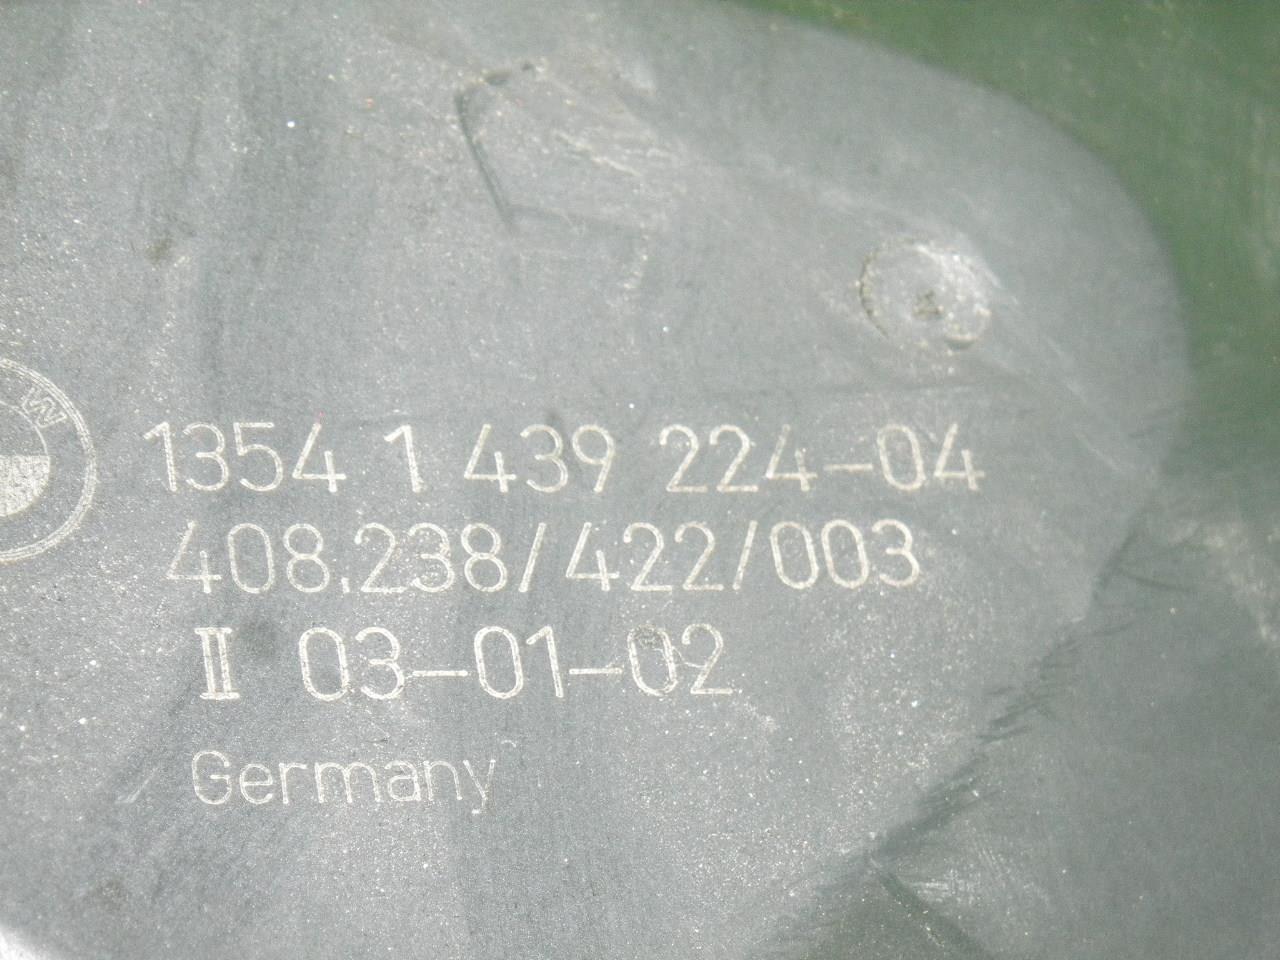 W
1354 1 439 224-04
408.238/422/003
II 03-01-02
Germany